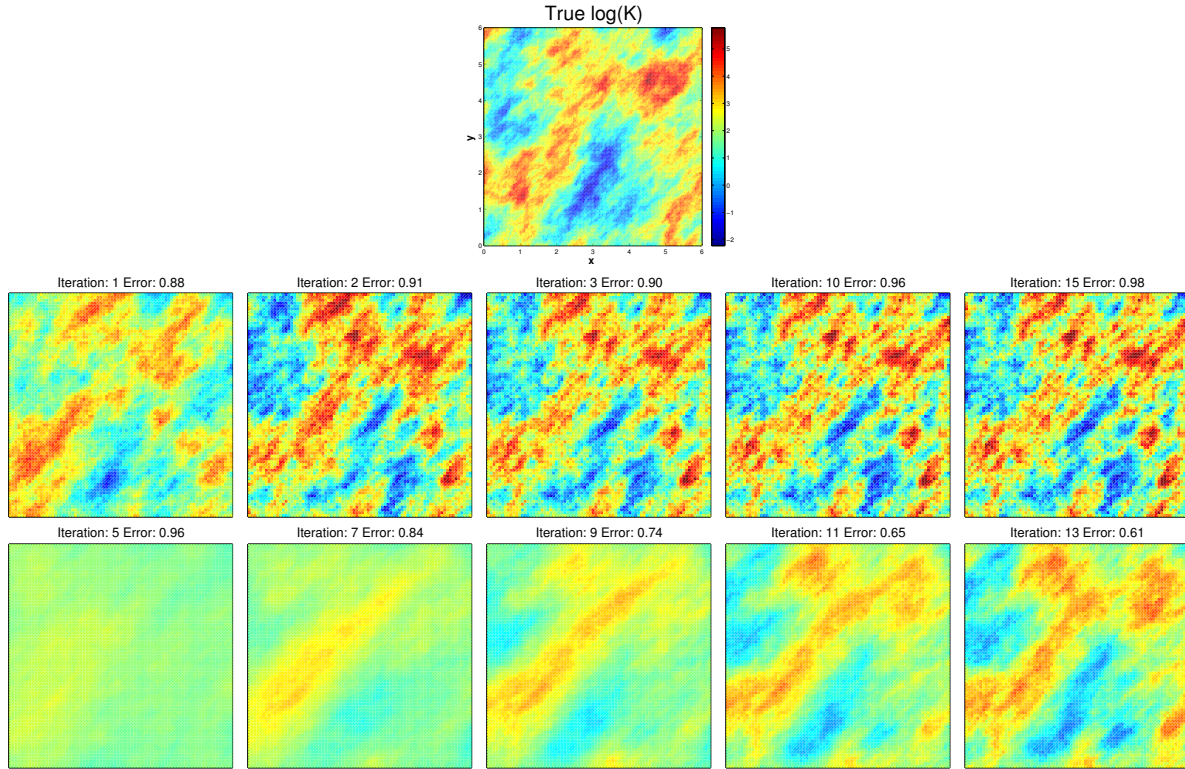 True log(K)
6
5
4
3
2
1
0
y
0 1 2 3 4 5 6
x
5
4
3
2
1
0
−1
−2
Iteration: 1 Error: 0.88
Iteration: 2 Error: 0.91
Iteration: 3 Error: 0.90
Iteration: 10 Error: 0.96
Iteration: 15 Error: 0.98
Iteration: 5 Error: 0.96
Iteration: 7 Error: 0.84
Iteration: 9 Error: 0.74
Iteration: 11 Error: 0.65
Iteration: 13 Error: 0.61